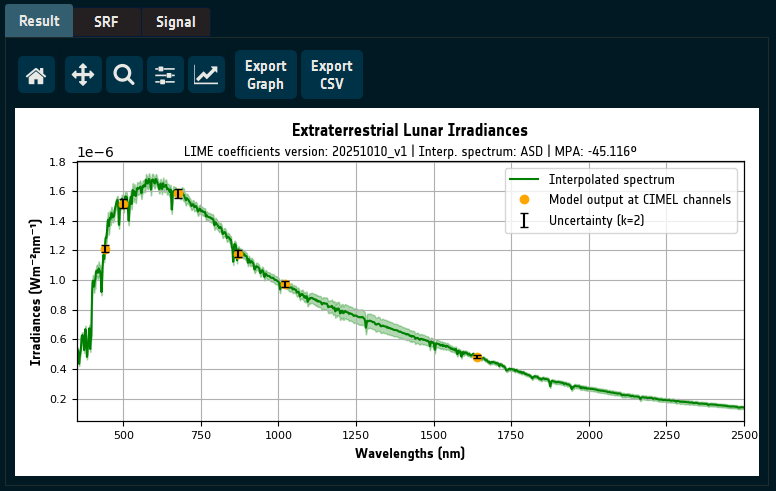 Result SRF Signal
Export Graph Export CSV
Extraterrestrial Lunar Irradiances
LIME coefficients version: 20251010_v1 | Interp. spectrum: ASD | MPA: -45.116º
1e−6
1.8
1.6
1.4
1.2
1.0
0.8
0.6
0.4
0.2
Irradiances (Wm⁻²nm⁻¹)
Interpolated spectrum
Model output at CIMEL channels
Uncertainty (k=2)
500 750 1000 1250 1500 1750 2000 2250 2500
Wavelengths (nm)